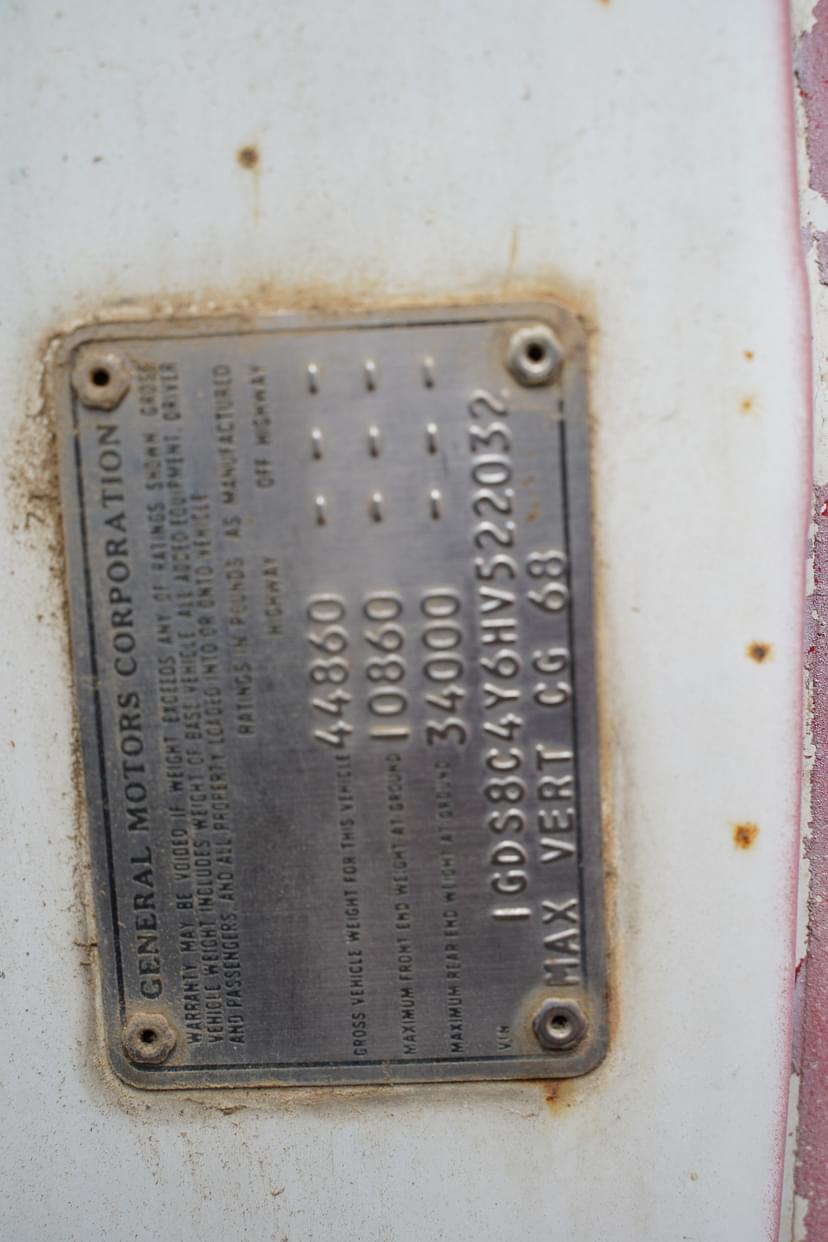 GENERAL MOTORS CORPORATION
WARRANTY MAY BE VOIDED IF WEIGHT EXCEEDS ANY OF RATINGS SHOWN. GROSS
VEHICLE WEIGHT INCLUDES WEIGHT OF BASE VEHICLE, ALL ADDED EQUIPMENT, DRIVER
AND PASSENGERS, AND ALL PROPERTY LOADED INTO OR ONTO VEHICLE
RATINGS IN POUNDS AS MANUFACTURED
HIGHWAY OFF HIGHWAY
GROSS VEHICLE WEIGHT FOR THIS VEHICLE 44860 - - -
MAXIMUM FRONT END WEIGHT AT GROUND 10860 - - -
MAXIMUM REAR END WEIGHT AT GROUND 34000 - - -
VIN 1GDS8C4Y6HV522032
MAX VERT CG 68